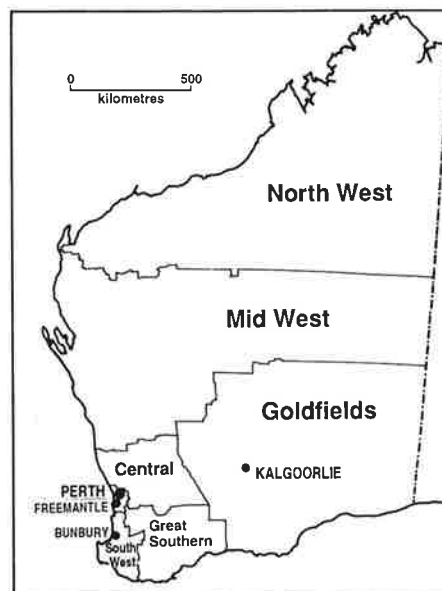 0 500
kilometres
North West
Mid West
Goldfields
KALGOORLIE
Central
PERTH
FREEMANTLE
BUNBURY
Great
Southern
South
West